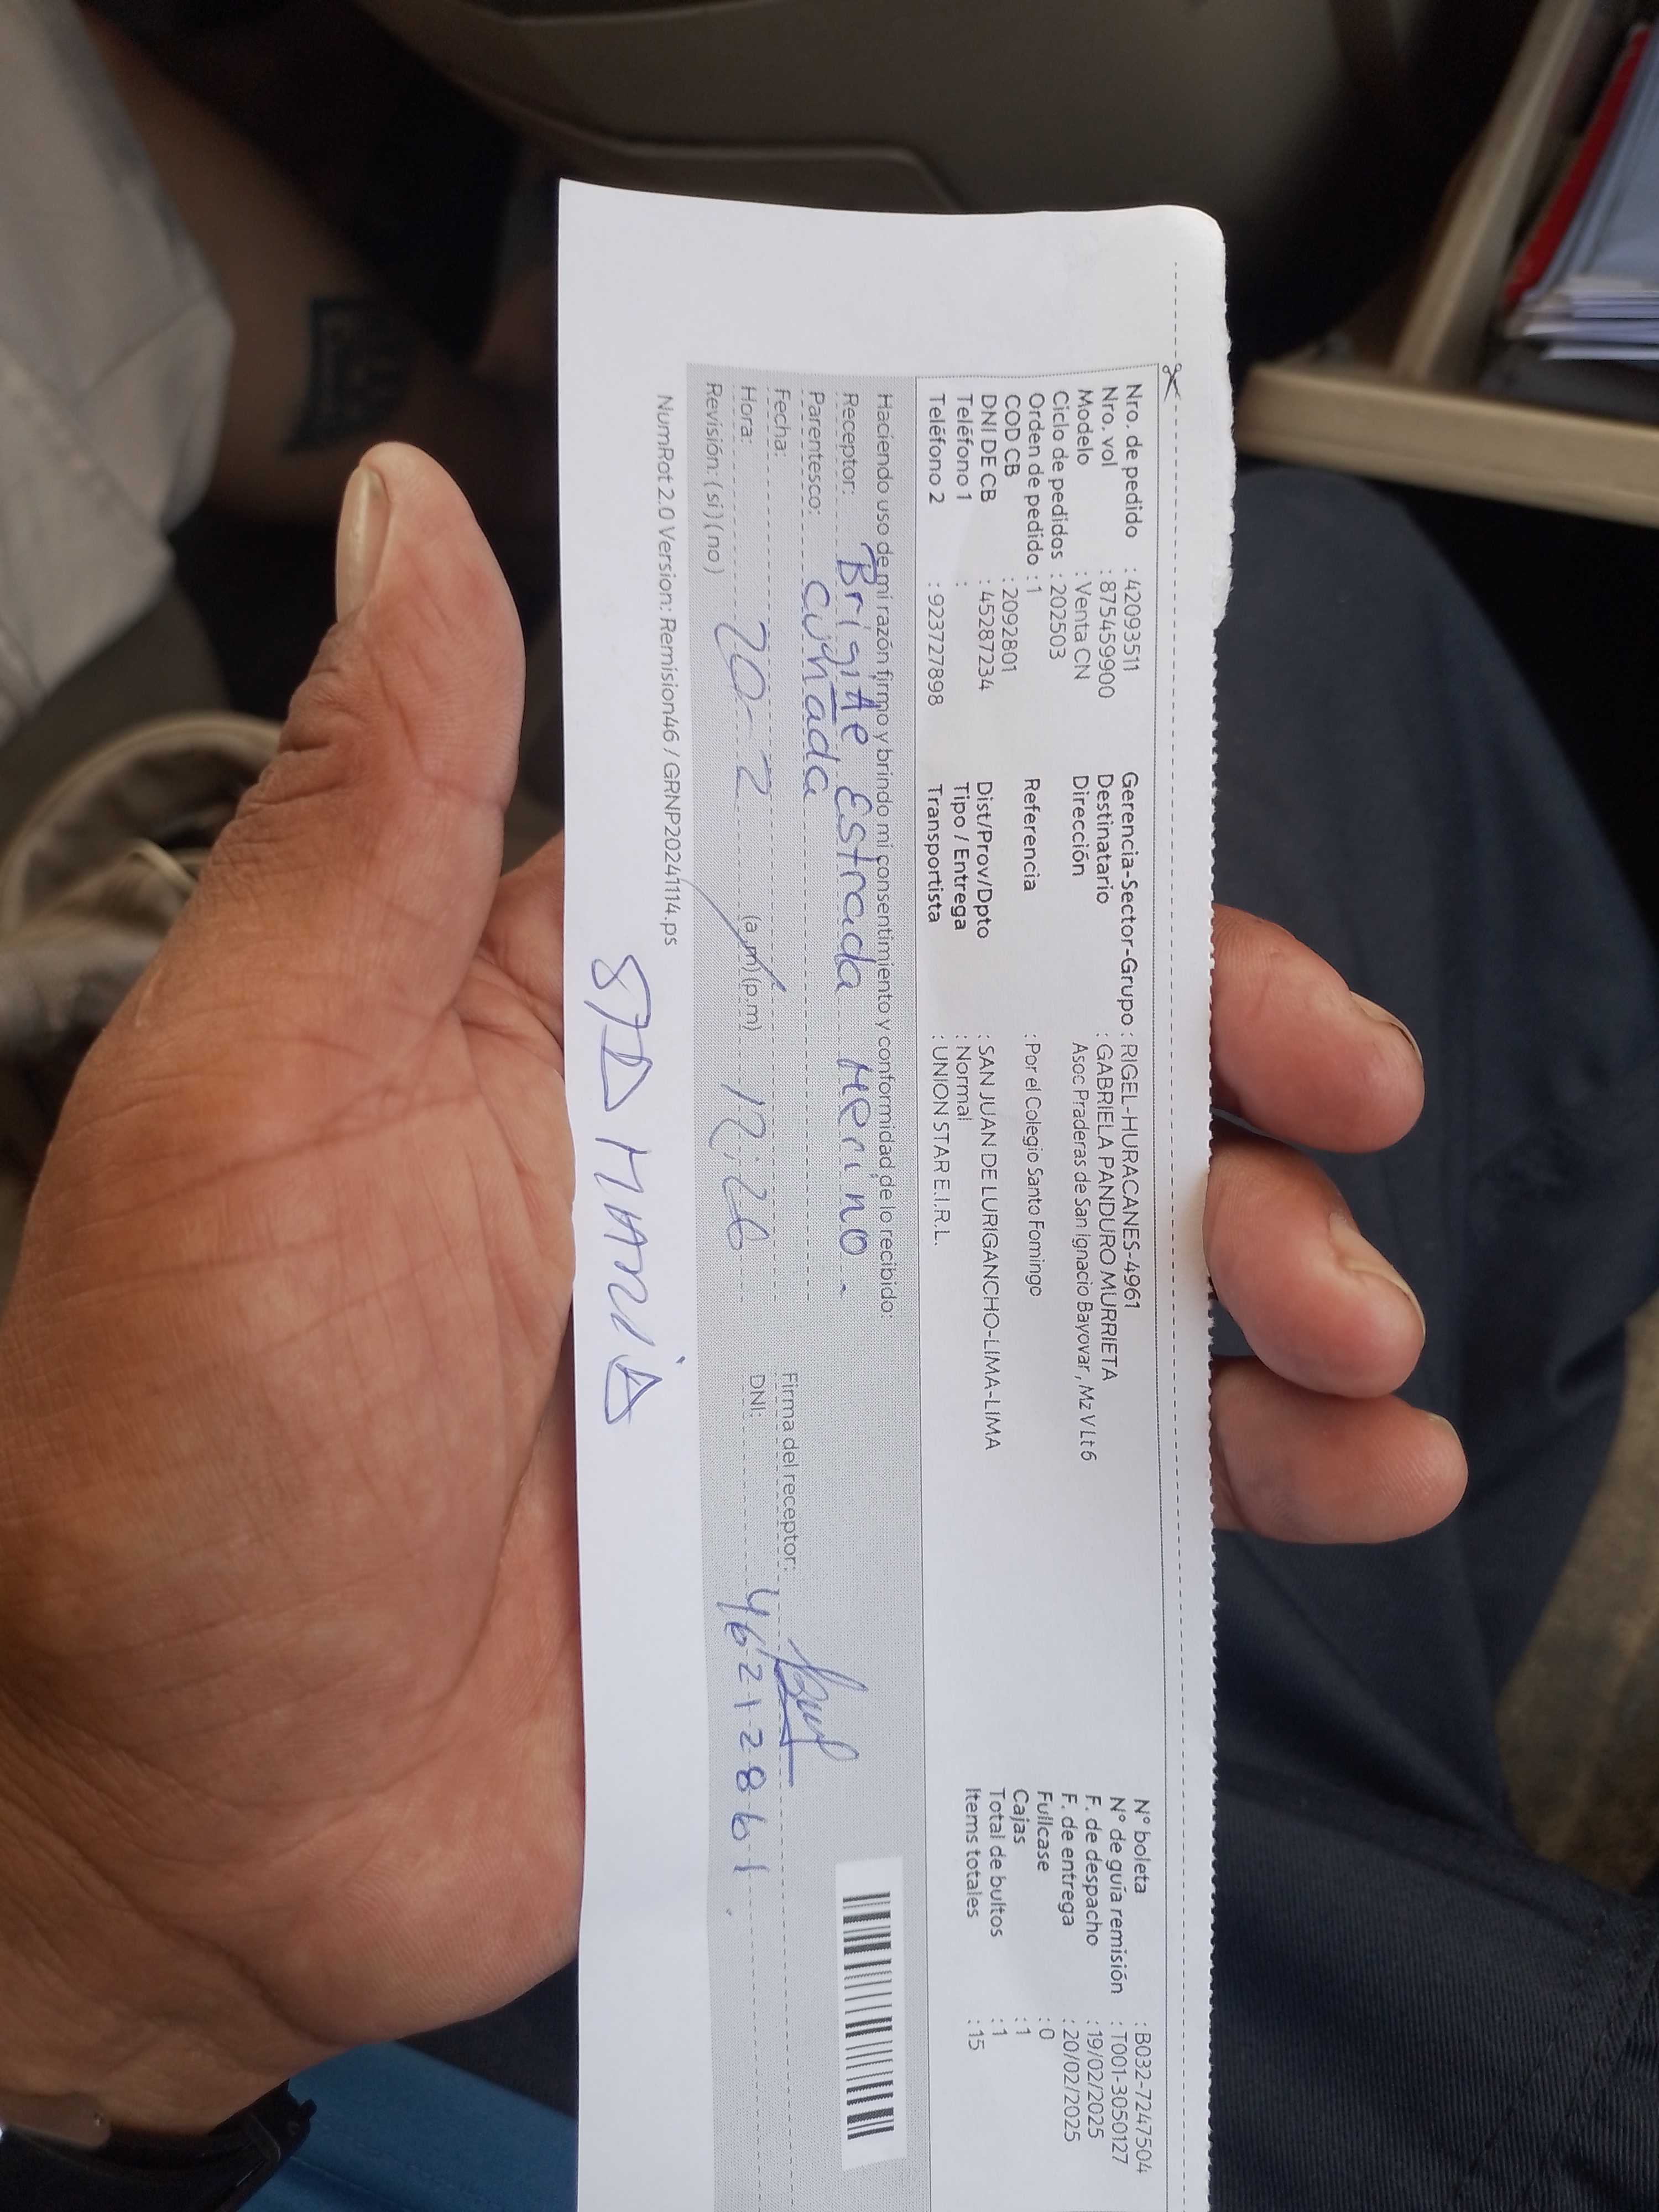 Nro. de pedido : 42093511
Nro. vol : 875459900
Modelo : Venta CN
Ciclo de pedidos : 202503
Orden de pedido : 1
COD CB : 2092801
DNI DE CB : 45287234
Teléfono 1 :
Teléfono 2 : 923727898
Gerencia-Sector-Grupo : RIGEL-HURACANES-4961
Destinatario : GABRIELA PANDURO MURRIETA
Dirección Asoc Praderas de San Ignacio Bayovar , Mz V Lt 6
Referencia : Por el Colegio Santo Fomingo
Dist/Prov/Dpto : SAN JUAN DE LURIGANCHO-LIMA-LIMA
Tipo / Entrega : Normal
Transportista : UNION STAR E.I.R.L.
N° boleta : B032-7247504
N° de guía remisión : T001-3050127
F. de despacho : 19/02/2025
F. de entrega : 20/02/2025
Fullcase : 0
Cajas : 1
Total de bultos : 1
Items totales : 15
Haciendo uso de mi razón firmo y brindo mi consentimiento y conformidad de lo recibido:
Receptor: Brigitte Estrada Merino.
Parentesco: Cuñada
Fecha:
Hora: 20-2 (a.m) (p.m) 12:26
Revisión: ( si ) ( no )
Firma del receptor:
DNI: 46212861
NumRot 2.0 Version: Remision46 / GRNP20241114.ps